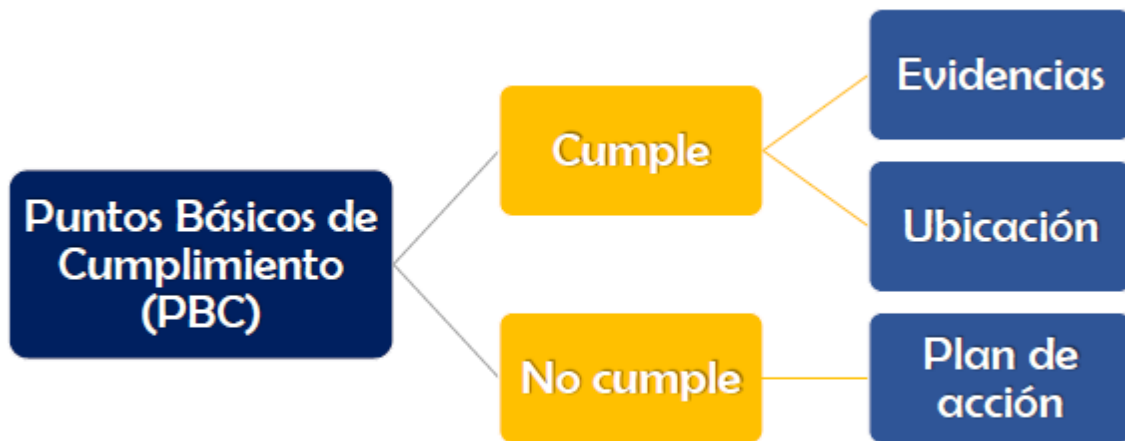 Puntos Básicos de
Cumplimiento
(PBC)
Cumple
No cumple
Evidencias
Ubicación
Plan de
acción